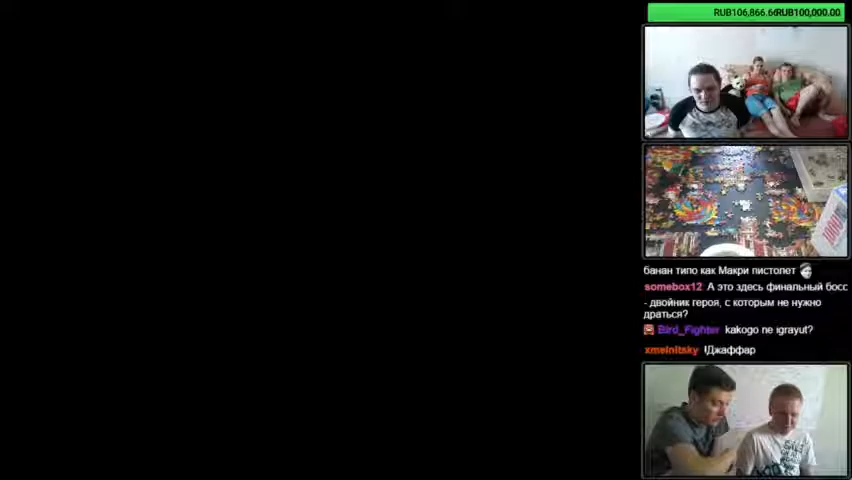 RUB106,866.66RUB100,000.00
1000
банан типо как Макри пистолет
somebox12 А это здесь финальный босс
- двойник героя, с которым не нужно
драться?
Bird_Fighter kakogo ne igrayut?
xmelnitsky !Джаффар